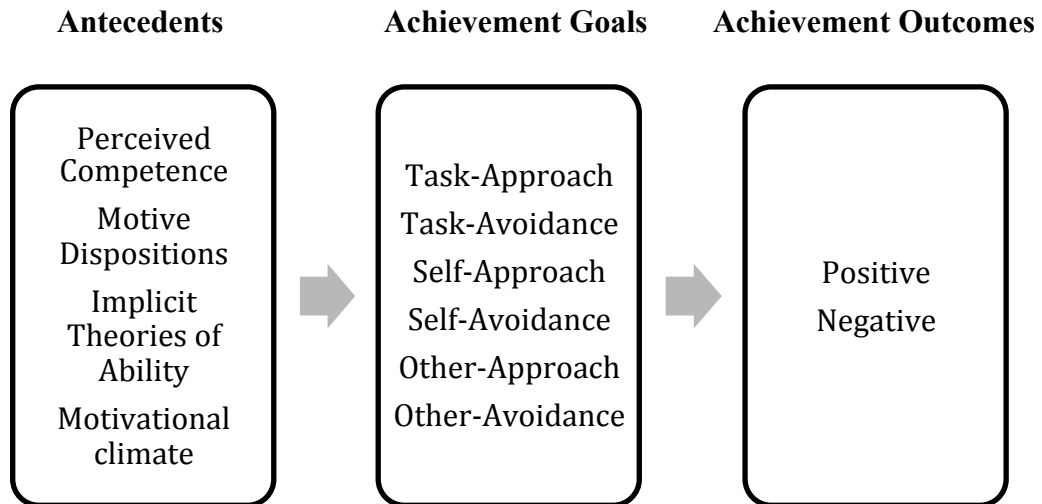 Antecedents
Achievement Goals
Achievement Outcomes
Perceived
Competence
Motive
Dispositions
Implicit
Theories of
Ability
Motivational
climate
Task-Approach
Task-Avoidance
Self-Approach
Self-Avoidance
Other-Approach
Other-Avoidance
Positive
Negative